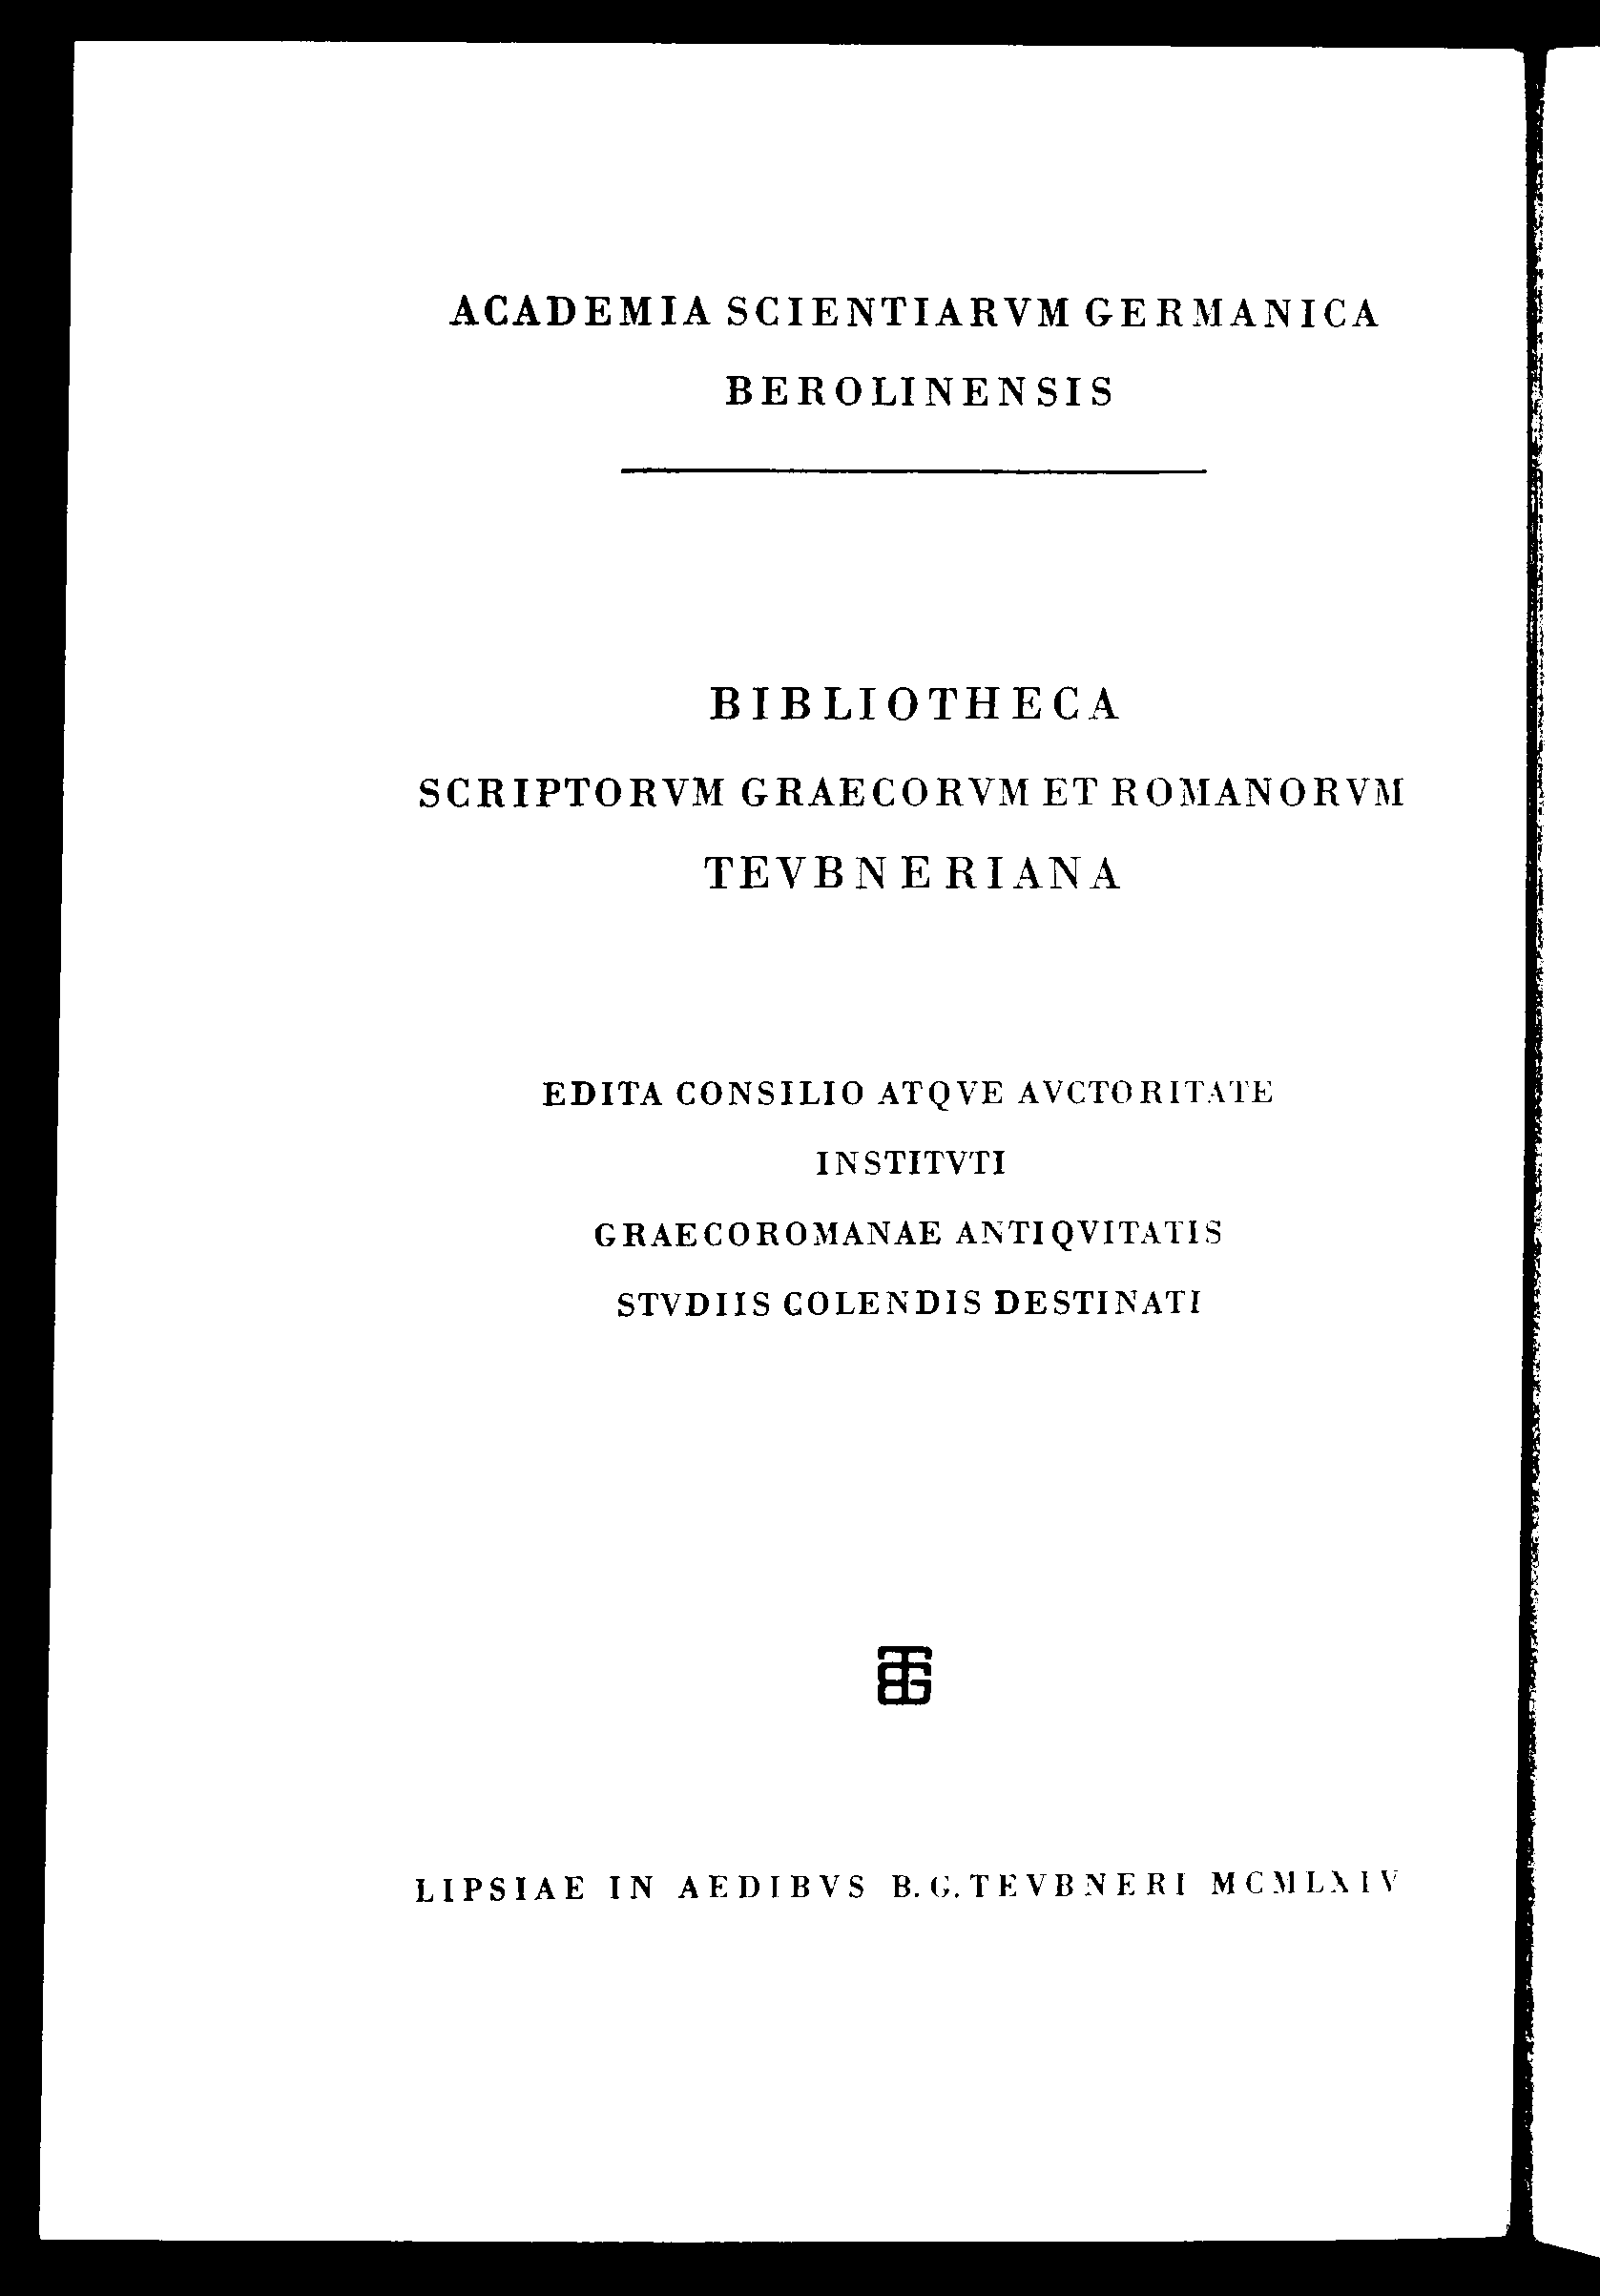 ACADEMIA SCIENTIARVM GERMANICA
BEROLINENSIS
BIBLIOTHECA
SCRIPTORVM GRAECORVM ET ROMANORVM
TEVBNERIANA
EDITA CONSILIO ATQVE AVCTORITATE
INSTITVTI
GRAECOROMANAE ANTIQVITATIS
STVDIIS COLENDIS DESTINATI
BTG
LIPSIAE IN AEDIBVS B.G.TEVBNERI MCMLXIV